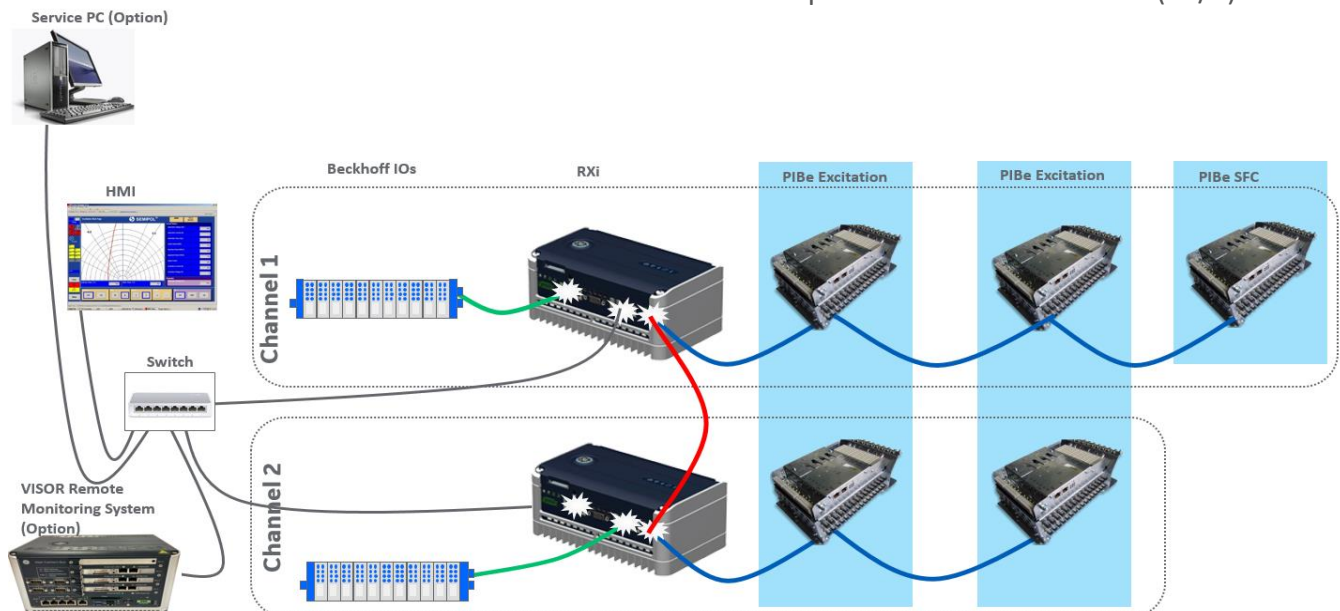 Service PC (Option)
Beckhoff IOs
RXi
PIBe Excitation
PIBe Excitation
PIBe SFC
HMI
SEMIPOL
Channel 1
Switch
Channel 2
VISOR Remote
Monitoring System
(Option)